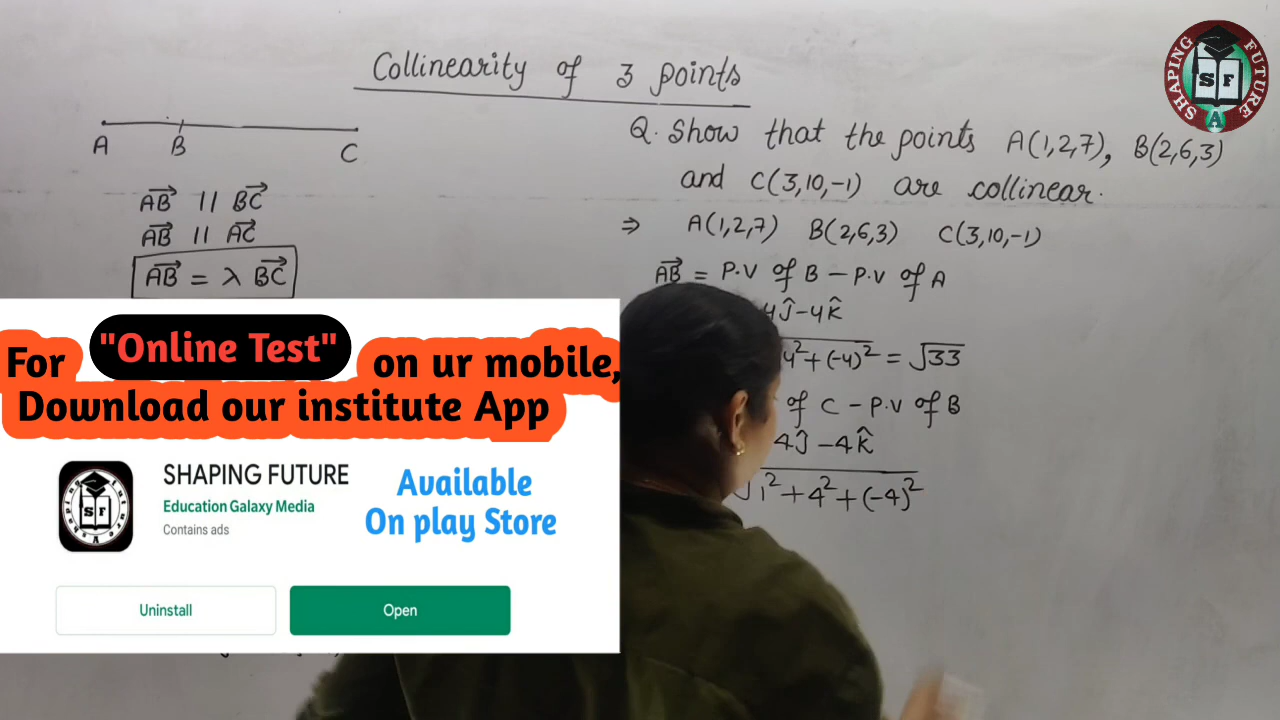 Collinearity of 3 points
A B C
AB→ || BC→
AB→ || AC→
AB→ = λ BC→
Q. Show that the points A(1,2,7), B(2,6,3)
and C(3,10,-1) are collinear.
⇒ A(1,2,7) B(2,6,3) C(3,10,-1)
AB→ = P.V of B - P.V of A
4ĵ-4k̂
4²+(-4)² = √33
of C - P.V of B
4ĵ-4k̂
√1²+4²+(-4)²
For "Online Test" on ur mobile,
Download our institute App
SHAPING FUTURE
Education Galaxy Media
Contains ads
Available
On play Store
Uninstall Open
SHAPING FUTURE
S F
A